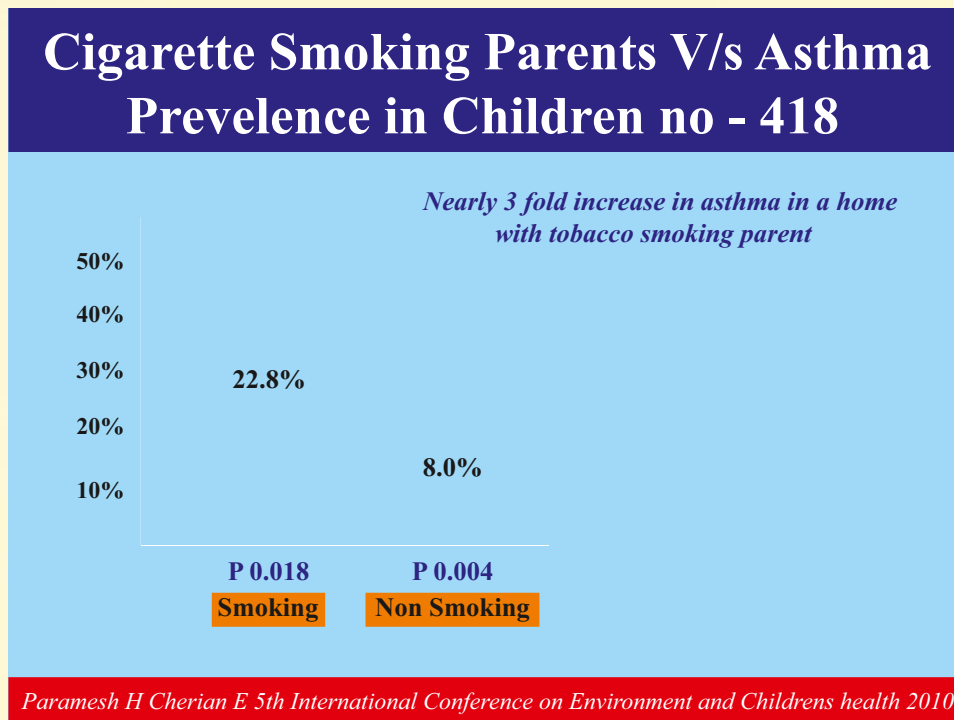 Cigarette Smoking Parents V/s Asthma
Prevelence in Children no - 418
Nearly 3 fold increase in asthma in a home
with tobacco smoking parent
50%
40%
30%
22.8%
20%
8.0%
10%
P 0.018 P 0.004
Smoking Non Smoking
Paramesh H Cherian E 5th International Conference on Environment and Childrens health 2010